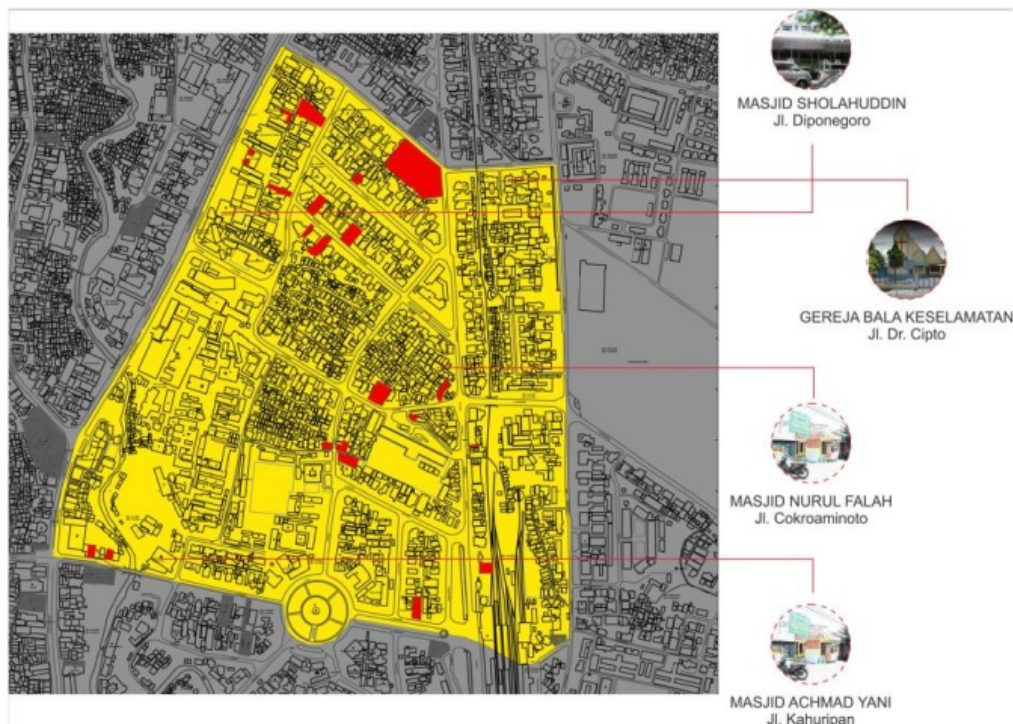 MASJID SHOLAHUDDIN
Jl. Diponegoro
GEREJA BALA KESELAMATAN
Jl. Dr. Cipto
MASJID NURUL FALAH
Jl. Cokroaminoto
MASJID ACHMAD YANI
Jl. Kahuripan